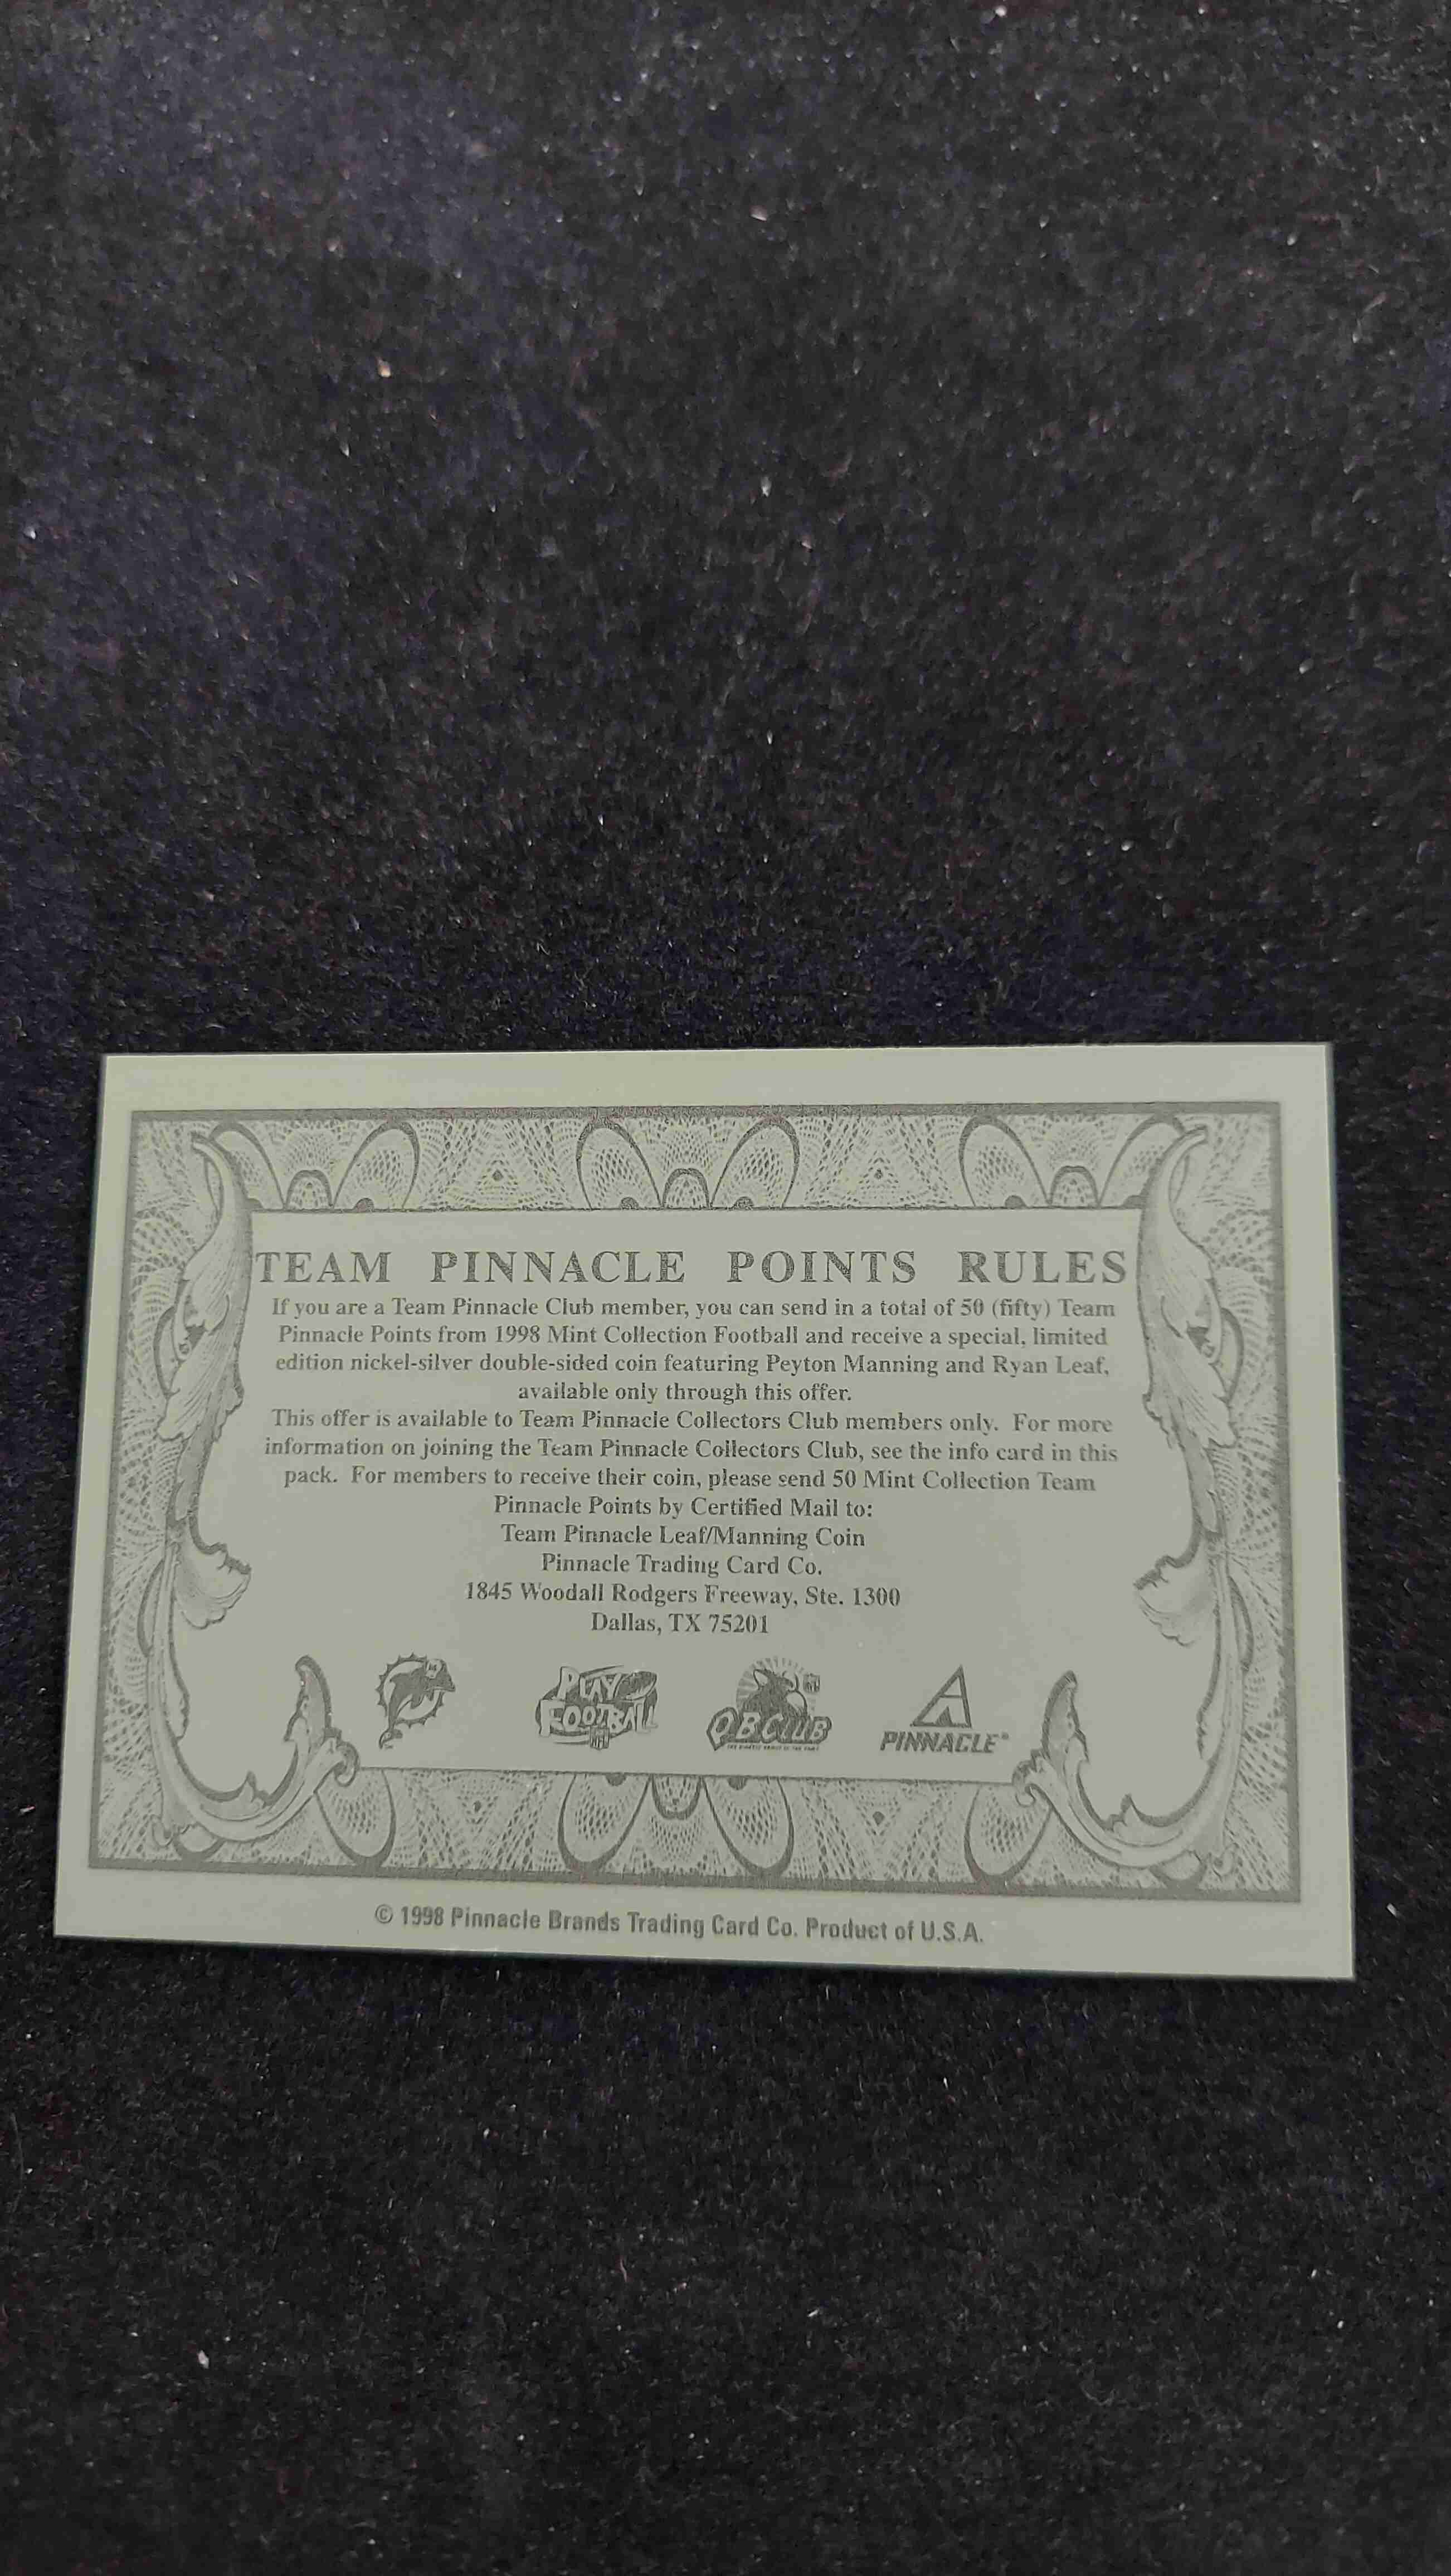 TEAM PINNACLE POINTS RULES
If you are a Team Pinnacle Club member, you can send in a total of 50 (fifty) Team
Pinnacle Points from 1998 Mint Collection Football and receive a special, limited
edition nickel-silver double-sided coin featuring Peyton Manning and Ryan Leaf,
available only through this offer.
This offer is available to Team Pinnacle Collectors Club members only. For more
information on joining the Team Pinnacle Collectors Club, see the info card in this
pack. For members to receive their coin, please send 50 Mint Collection Team
Pinnacle Points by Certified Mail to:
Team Pinnacle Leaf/Manning Coin
Pinnacle Trading Card Co.
1845 Woodall Rodgers Freeway, Ste. 1300
Dallas, TX 75201
PLAY
FOOTBALL
NFL
QB CLUB
PINNACLE
© 1998 Pinnacle Brands Trading Card Co. Product of U.S.A.